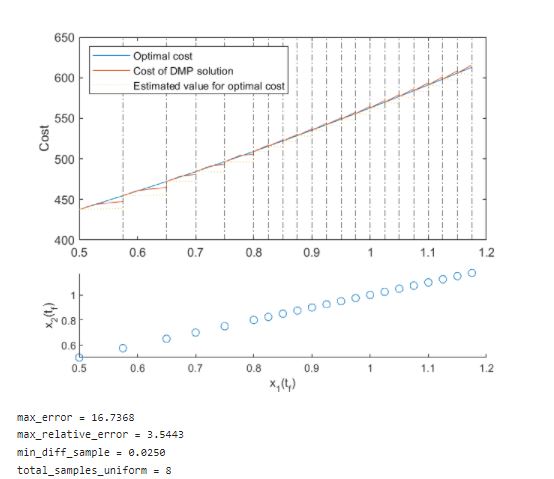 650
600
550
500
450
400
Cost
Optimal cost
Cost of DMP solution
Estimated value for optimal cost
0.5 0.6 0.7 0.8 0.9 1 1.1 1.2
1
0.8
0.6
x₂(t_f)
0.5 0.6 0.7 0.8 0.9 1 1.1 1.2
x₁(t_f)
max_error = 16.7368
max_relative_error = 3.5443
min_diff_sample = 0.0250
total_samples_uniform = 8